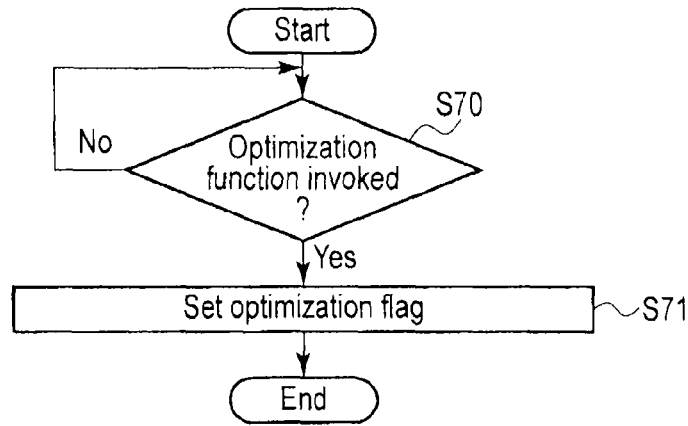 Start
S70
No
Optimization
function invoked
?
Yes
Set optimization flag
S71
End